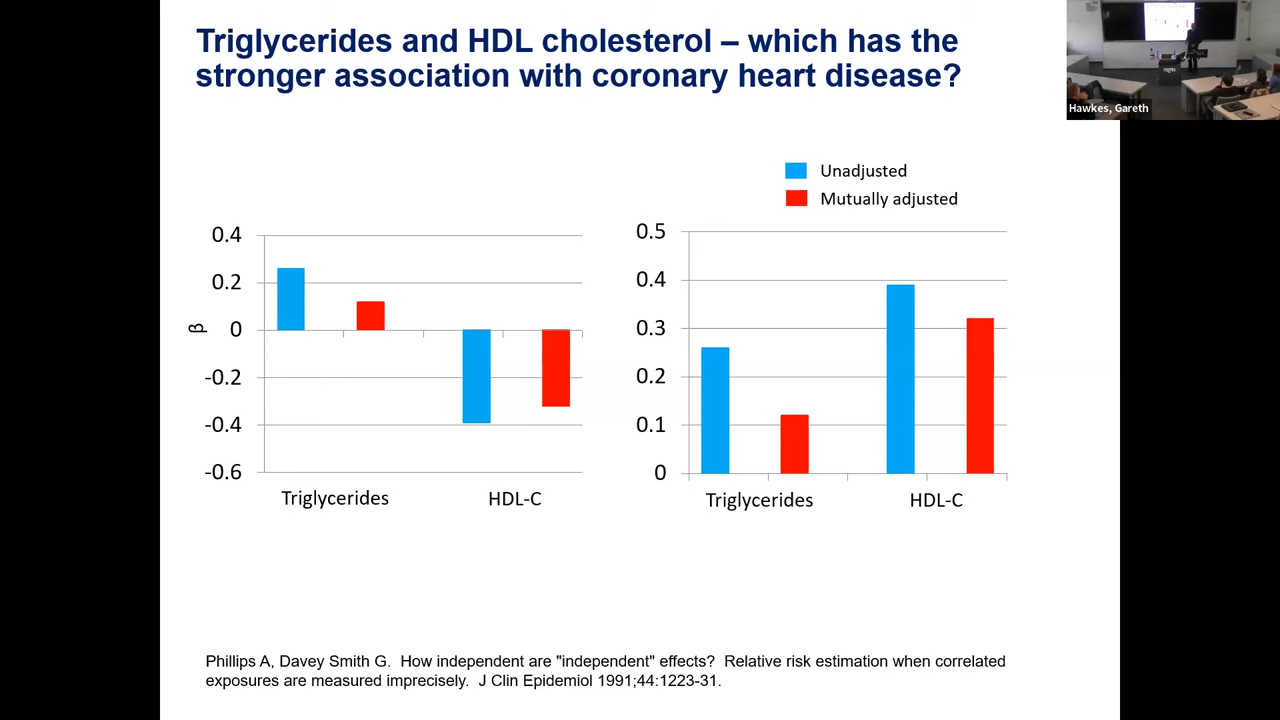 Triglycerides and HDL cholesterol – which has the
stronger association with coronary heart disease?
Hawkes, Gareth
Unadjusted
Mutually adjusted
β
0.4
0.2
0
-0.2
-0.4
-0.6
Triglycerides
HDL-C
0.5
0.4
0.3
0.2
0.1
0
Triglycerides
HDL-C
Phillips A, Davey Smith G. How independent are "independent" effects? Relative risk estimation when correlated
exposures are measured imprecisely. J Clin Epidemiol 1991;44:1223-31.